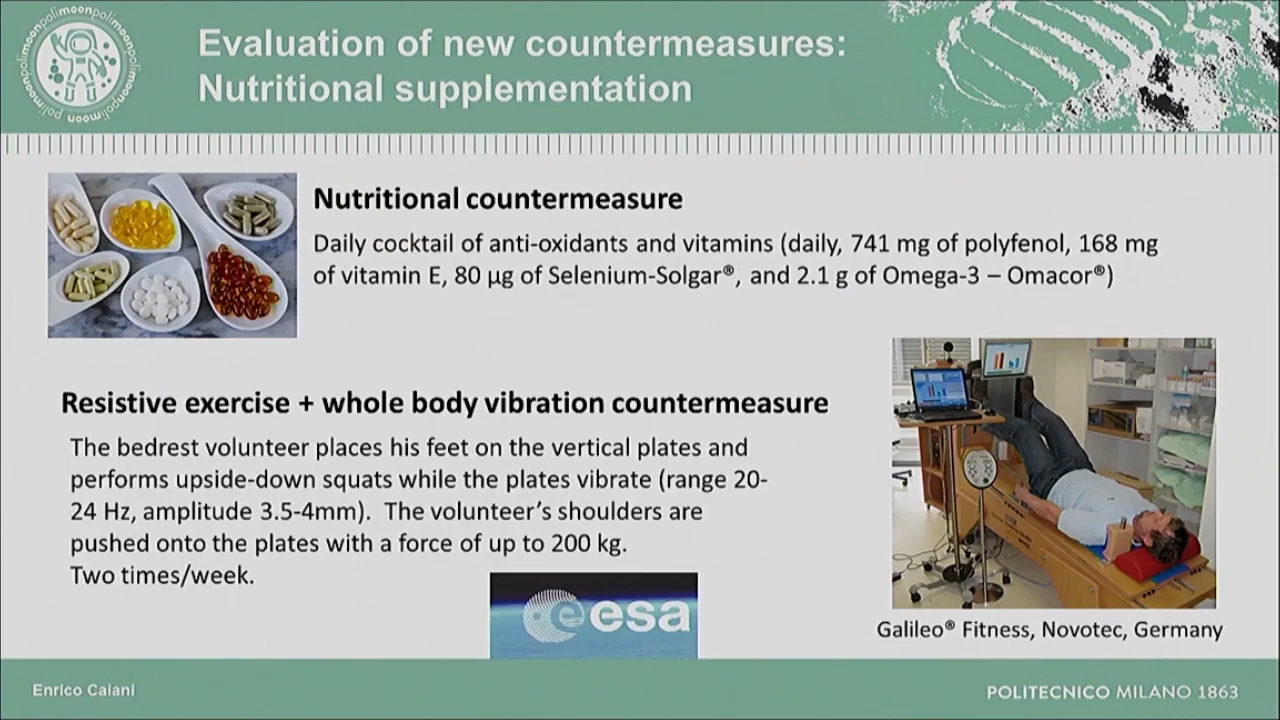 polimoonpolimoonpolimoonpolimoon
Evaluation of new countermeasures:
Nutritional supplementation
Nutritional countermeasure
Daily cocktail of anti-oxidants and vitamins (daily, 741 mg of polyfenol, 168 mg
of vitamin E, 80 µg of Selenium-Solgar®, and 2.1 g of Omega-3 – Omacor®)
Resistive exercise + whole body vibration countermeasure
The bedrest volunteer places his feet on the vertical plates and
performs upside-down squats while the plates vibrate (range 20-
24 Hz, amplitude 3.5-4mm).  The volunteer's shoulders are
pushed onto the plates with a force of up to 200 kg.
Two times/week.
esa
Galileo® Fitness, Novotec, Germany
Enrico Caiani
POLITECNICO MILANO 1863